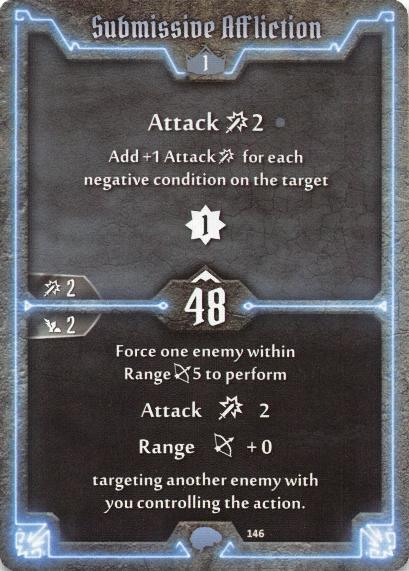 Submissive Affliction
1
Attack 2
Add +1 Attack for each
negative condition on the target
1
2
48
2
Force one enemy within
Range 5 to perform
Attack 2
Range +0
targeting another enemy with
you controlling the action.
146